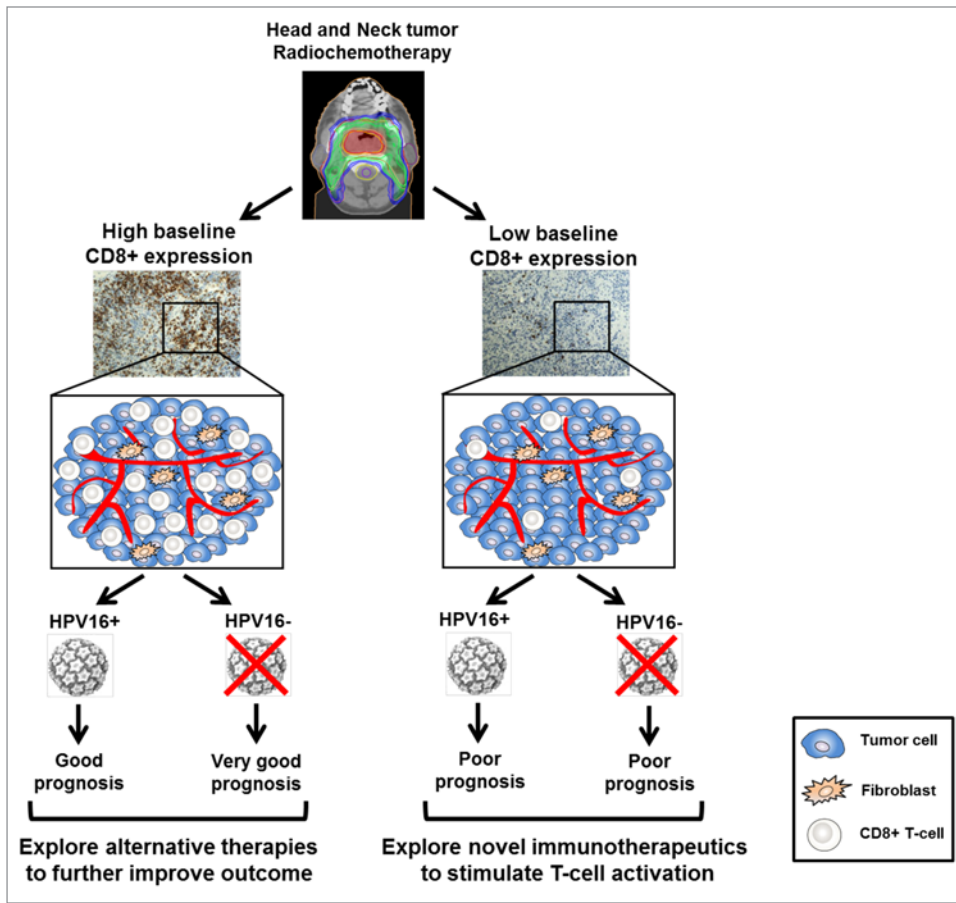 Head and Neck tumor
Radiochemotherapy
High baseline
CD8+ expression
Low baseline
CD8+ expression
HPV16+
HPV16-
HPV16+
HPV16-
Good
prognosis
Very good
prognosis
Poor
prognosis
Poor
prognosis
Explore alternative therapies
to further improve outcome
Explore novel immunotherapeutics
to stimulate T-cell activation
Tumor cell
Fibroblast
CD8+ T-cell